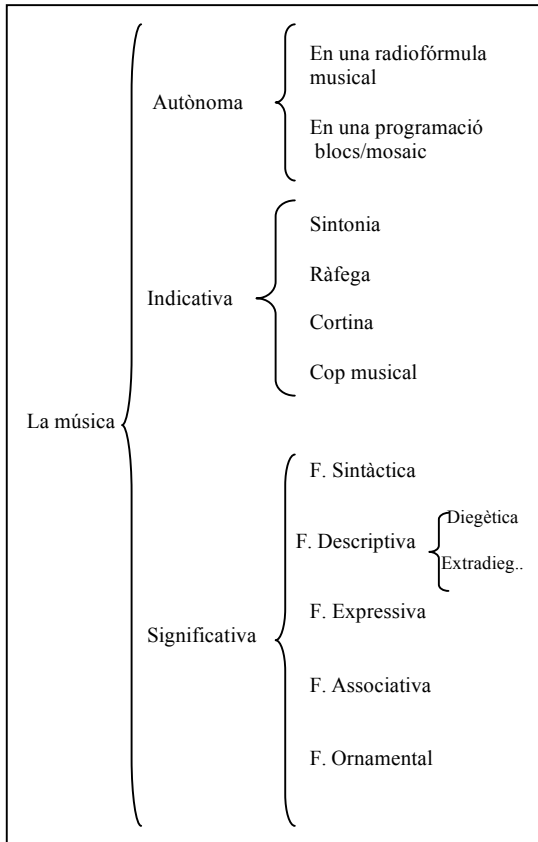 La música
Autònoma
En una radiofórmula
musical
En una programació
blocs/mosaic
Indicativa
Sintonia
Ràfega
Cortina
Cop musical
Significativa
F. Sintàctica
F. Descriptiva
Diegètica
Extradieg..
F. Expressiva
F. Associativa
F. Ornamental